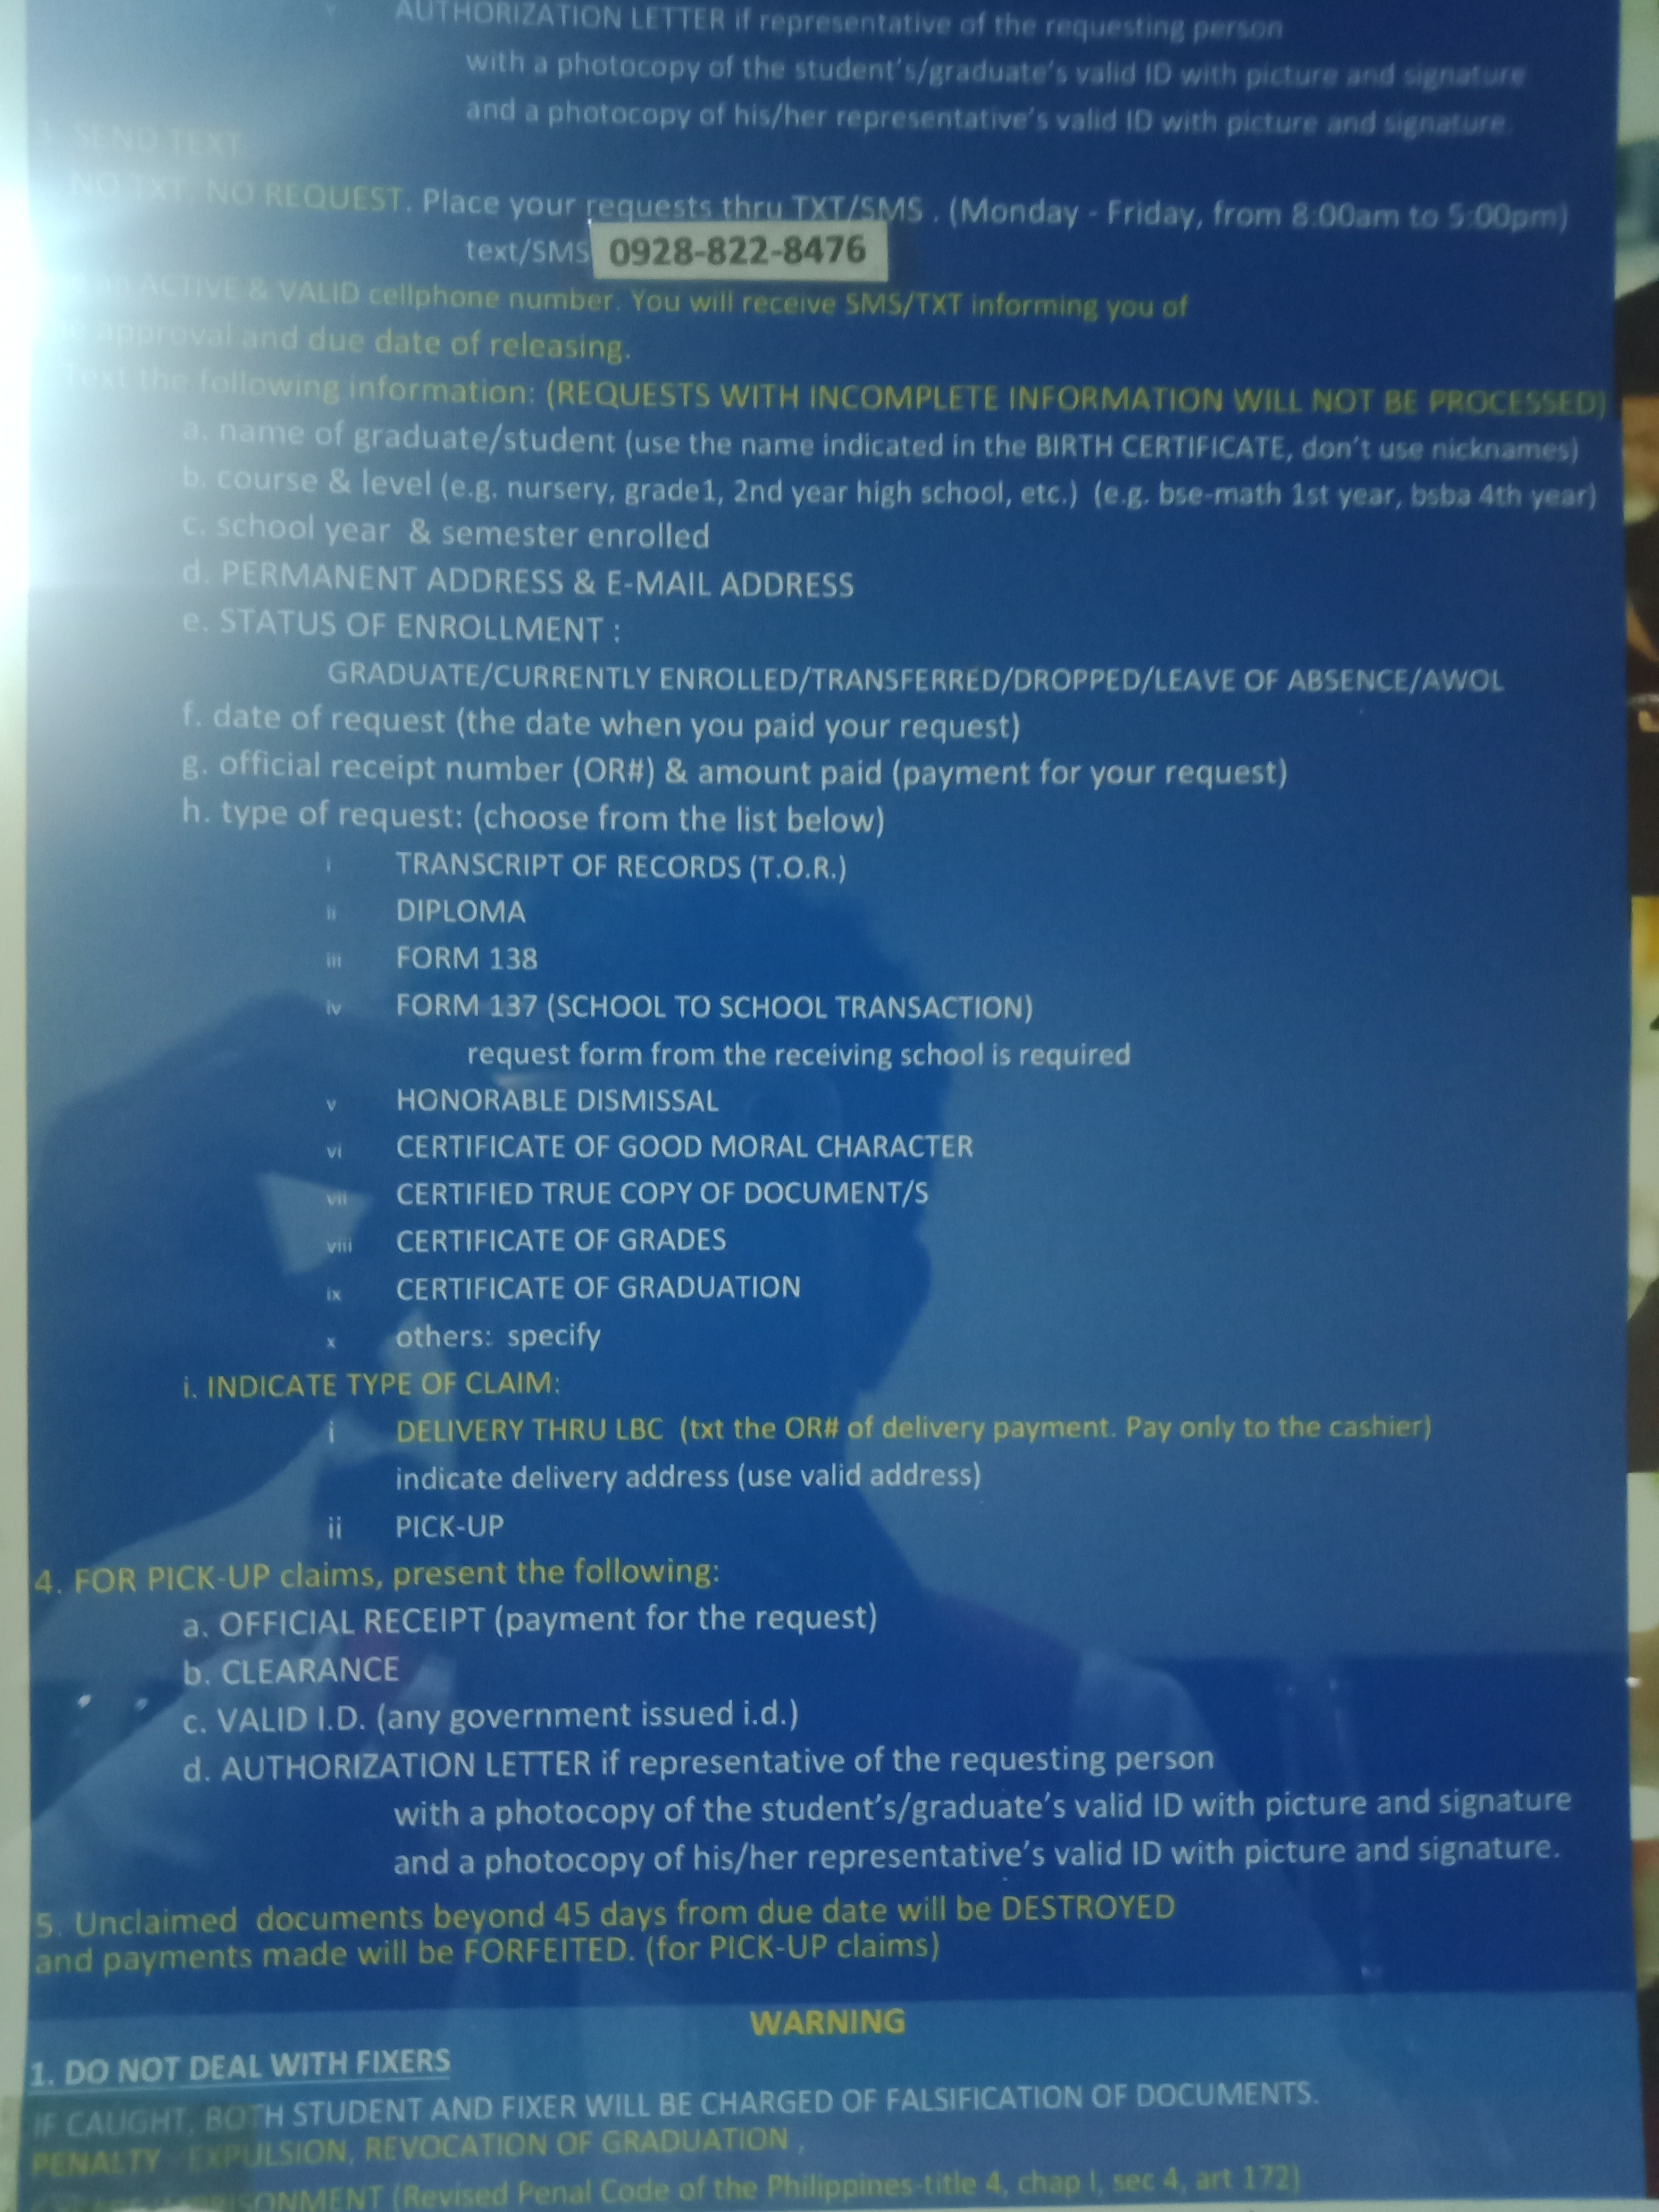 v AUTHORIZATION LETTER if representative of the requesting person
with a photocopy of the student's/graduate's valid ID with picture and signature
and a photocopy of his/her representative's valid ID with picture and signature.
3. SEND TEXT
NO TXT, NO REQUEST. Place your requests thru TXT/SMS . (Monday - Friday, from 8:00am to 5:00pm)
text/SMS 0928-822-8476
ACTIVE & VALID cellphone number. You will receive SMS/TXT informing you of
approval and due date of releasing.
Text the following information: (REQUESTS WITH INCOMPLETE INFORMATION WILL NOT BE PROCESSED)
a. name of graduate/student (use the name indicated in the BIRTH CERTIFICATE, don't use nicknames)
b. course & level (e.g. nursery, grade1, 2nd year high school, etc.) (e.g. bse-math 1st year, bsba 4th year)
c. school year & semester enrolled
d. PERMANENT ADDRESS & E-MAIL ADDRESS
e. STATUS OF ENROLLMENT :
GRADUATE/CURRENTLY ENROLLED/TRANSFERRED/DROPPED/LEAVE OF ABSENCE/AWOL
f. date of request (the date when you paid your request)
g. official receipt number (OR#) & amount paid (payment for your request)
h. type of request: (choose from the list below)
i TRANSCRIPT OF RECORDS (T.O.R.)
ii DIPLOMA
iii FORM 138
iv FORM 137 (SCHOOL TO SCHOOL TRANSACTION)
request form from the receiving school is required
v HONORABLE DISMISSAL
vi CERTIFICATE OF GOOD MORAL CHARACTER
vii CERTIFIED TRUE COPY OF DOCUMENT/S
viii CERTIFICATE OF GRADES
ix CERTIFICATE OF GRADUATION
x others: specify
i. INDICATE TYPE OF CLAIM:
i DELIVERY THRU LBC (txt the OR# of delivery payment. Pay only to the cashier)
indicate delivery address (use valid address)
ii PICK-UP
4. FOR PICK-UP claims, present the following:
a. OFFICIAL RECEIPT (payment for the request)
b. CLEARANCE
c. VALID I.D. (any government issued i.d.)
d. AUTHORIZATION LETTER if representative of the requesting person
with a photocopy of the student's/graduate's valid ID with picture and signature
and a photocopy of his/her representative's valid ID with picture and signature.
5. Unclaimed documents beyond 45 days from due date will be DESTROYED
and payments made will be FORFEITED. (for PICK-UP claims)
WARNING
1. DO NOT DEAL WITH FIXERS
IF CAUGHT, BOTH STUDENT AND FIXER WILL BE CHARGED OF FALSIFICATION OF DOCUMENTS.
PENALTY EXPULSION, REVOCATION OF GRADUATION ,
(Revised Penal Code of the Philippines-title 4, chap I, sec 4, art 172)